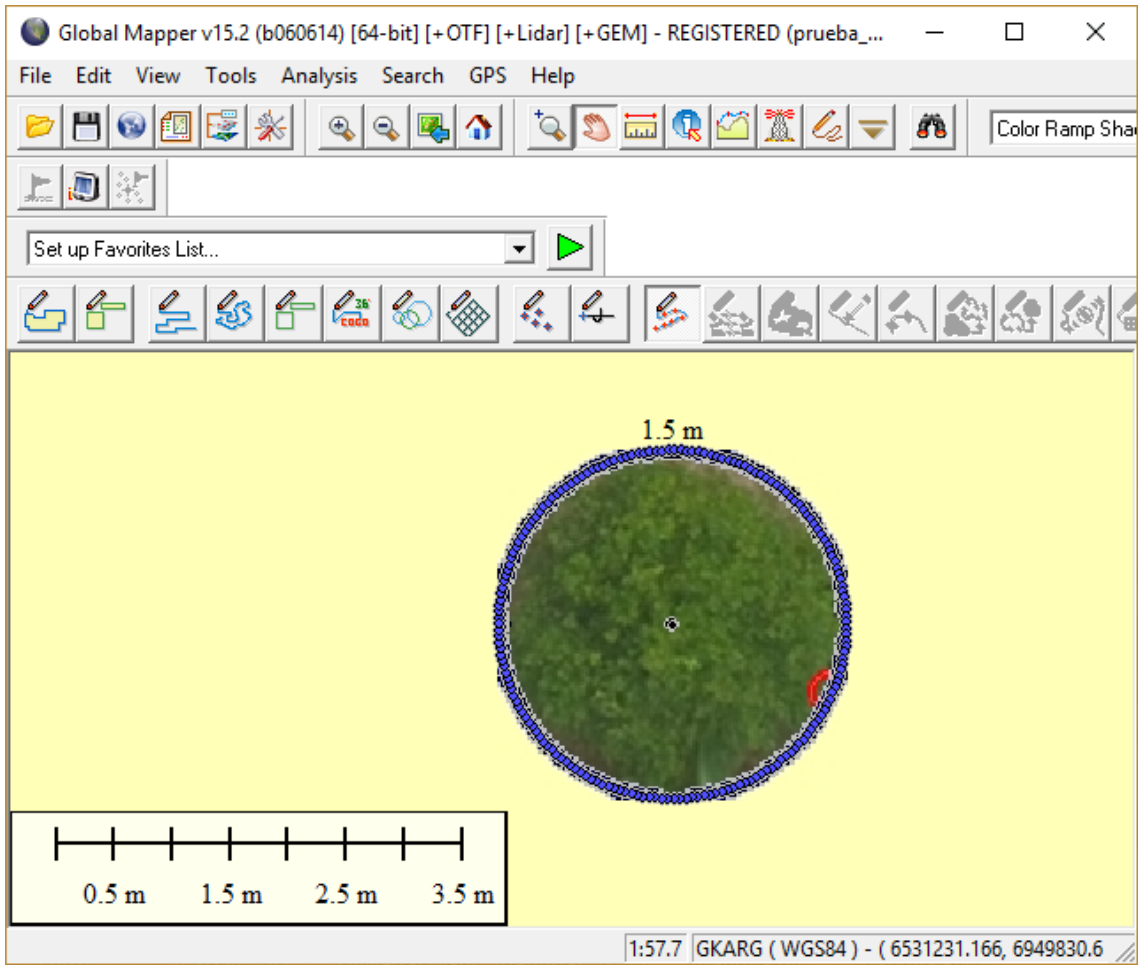 Global Mapper v15.2 (b060614) [64-bit] [+OTF] [+Lidar] [+GEM] - REGISTERED (prueba_...
File Edit View Tools Analysis Search GPS Help
Color Ramp Sha
Set up Favorites List...
1.5 m
0.5 m 1.5 m 2.5 m 3.5 m
1:57.7 GKARG ( WGS84 ) - ( 6531231.166, 6949830.6